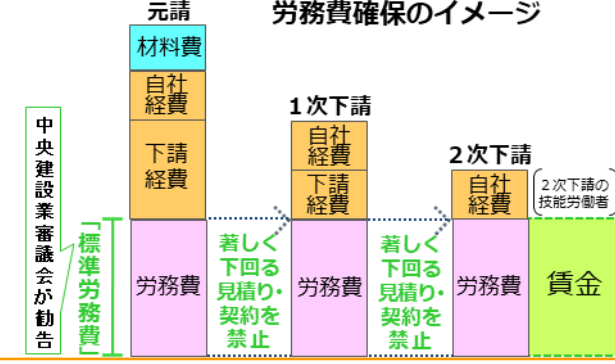 労務費確保のイメージ
元請
材料費
自社
経費
下請
経費
労務費
中央建設業審議会が勧告
「標準労務費」
著しく
下回る
見積り・
契約を
禁止
1次下請
自社
経費
下請
経費
労務費
著しく
下回る
見積り・
契約を
禁止
2次下請
自社
経費
労務費
(2次下請の
技能労働者)
賃金